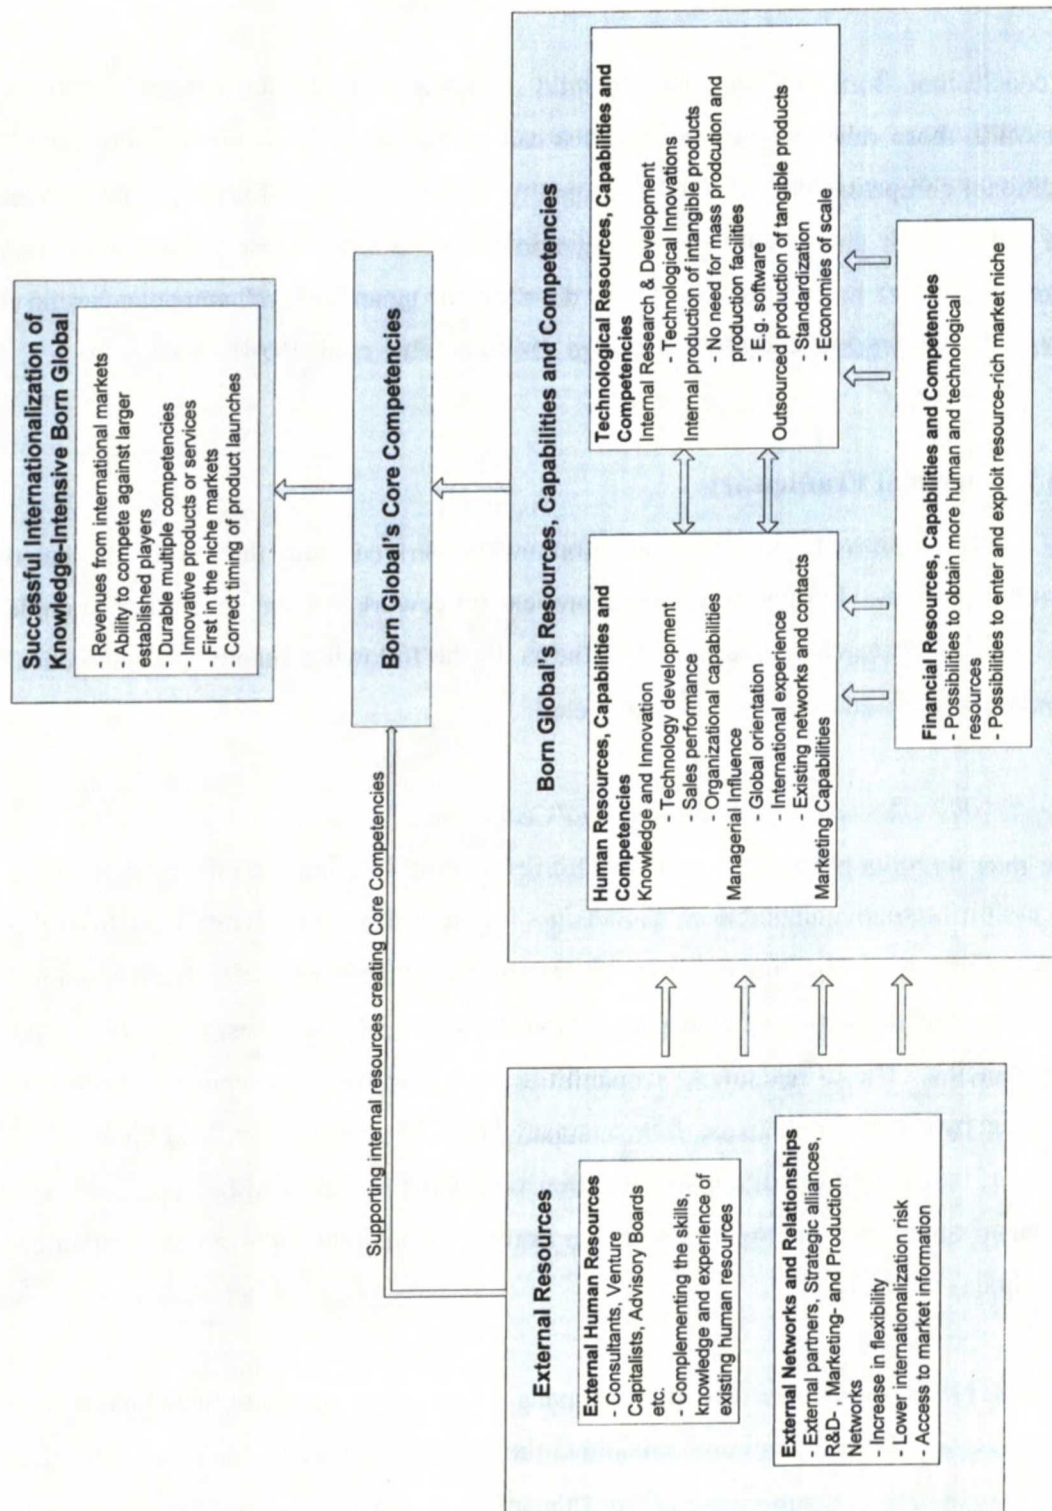 Successful Internationalization of
Knowledge-Intensive Born Global
- Revenues from international markets
- Ability to compete against larger
established players
- Durable multiple competencies
- Innovative products or services
- First in the niche markets
- Correct timing of product launches
Born Global's Core Competencies
Supporting internal resources creating Core Competencies
External Resources
External Human Resources
- Consultants, Venture
Capitalists, Advisory Boards
etc.
- Complementing the skills,
knowledge and experience of
existing human resources
External Networks and Relationships
- External partners, Strategic alliances,
R&D- , Marketing- and Production
Networks
- Increase in flexibility
- Lower internationalization risk
- Access to market information
Born Global's Resources, Capabilities and Competencies
Human Resources, Capabilities and
Competencies
Knowledge and Innovation
- Technology development
- Sales performance
- Organizational capabilities
Managerial Influence
- Global orientation
- International experience
- Existing networks and contacts
Marketing Capabilities
Technological Resources, Capabilities and
Competencies
Internal Research & Development
- Technological Innovations
Internal production of intangible products
- No need for mass prodcution and
production facilities
- E.g. software
Outsourced production of tangible products
- Standardization
- Economies of scale
Financial Resources, Capabilities and Competencies
- Possibilities to obtain more human and technological
resources
- Possibilities to enter and exploit resource-rich market niche